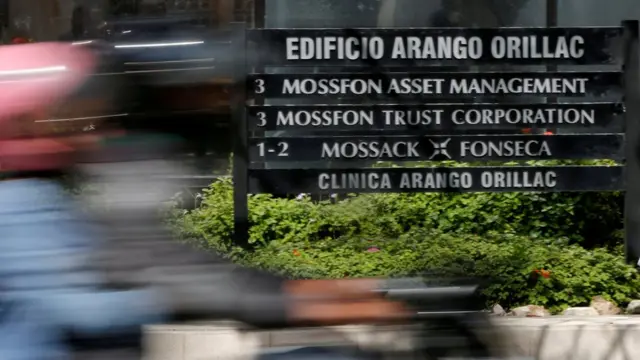 EDIFICIO ARANGO ORILLAC
3 MOSSFON ASSET MANAGEMENT
3 MOSSFON TRUST CORPORATION
1-2 MOSSACK FONSECA
CLINICA ARANGO ORILLAC